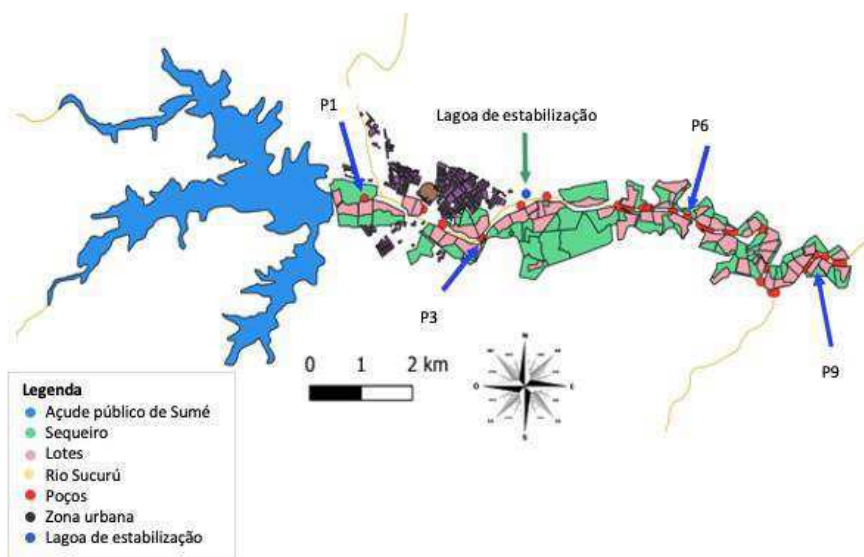 P1
Lagoa de estabilização
P6
P3
P9
0 1 2 km
N
O
E
S
Legenda
Açude público de Sumé
Sequeiro
Lotes
Rio Sucurú
Poços
Zona urbana
Lagoa de estabilização